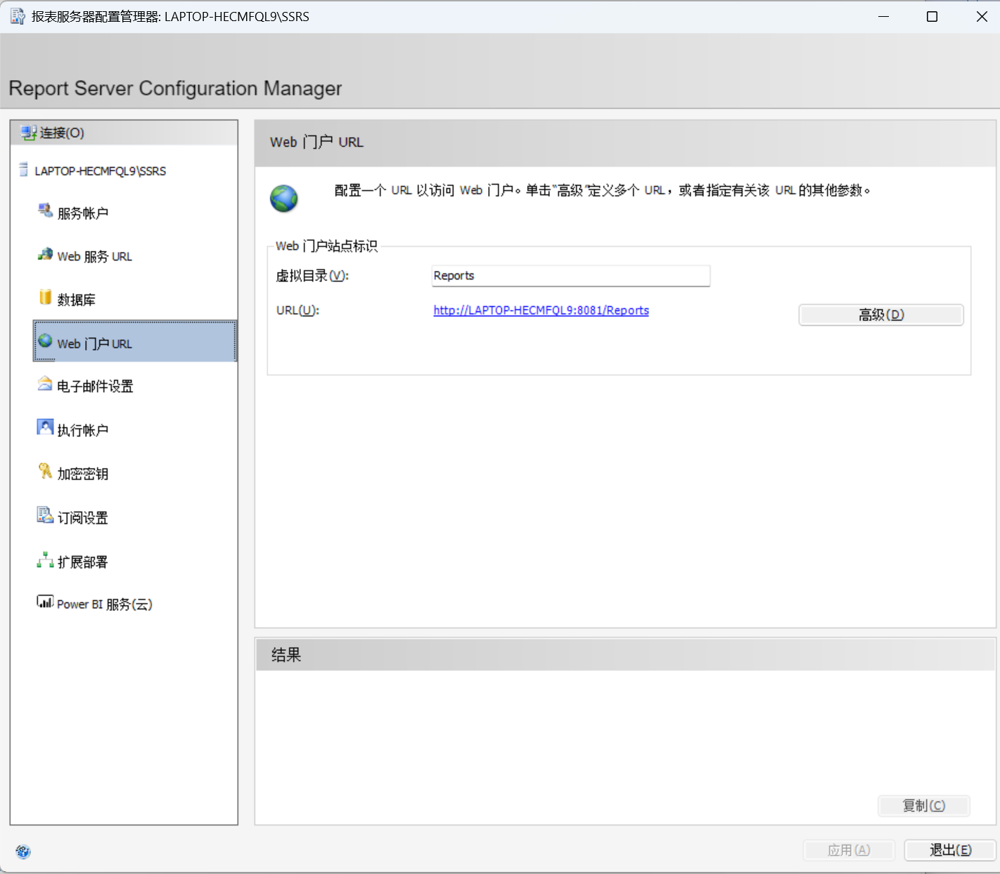 报表服务器配置管理器: LAPTOP-HECMFQL9\SSRS
Report Server Configuration Manager
连接(O)
LAPTOP-HECMFQL9\SSRS
服务帐户
Web 服务 URL
数据库
Web 门户 URL
电子邮件设置
执行帐户
加密密钥
订阅设置
扩展部署
Power BI 服务(云)
Web 门户 URL
配置一个 URL 以访问 Web 门户。单击“高级”定义多个 URL，或者指定有关该 URL 的其他参数。
Web 门户站点标识
虚拟目录(V):
Reports
URL(U):
http://LAPTOP-HECMFQL9:8081/Reports
高级(D)
结果
复制(C)
应用(A)
退出(E)